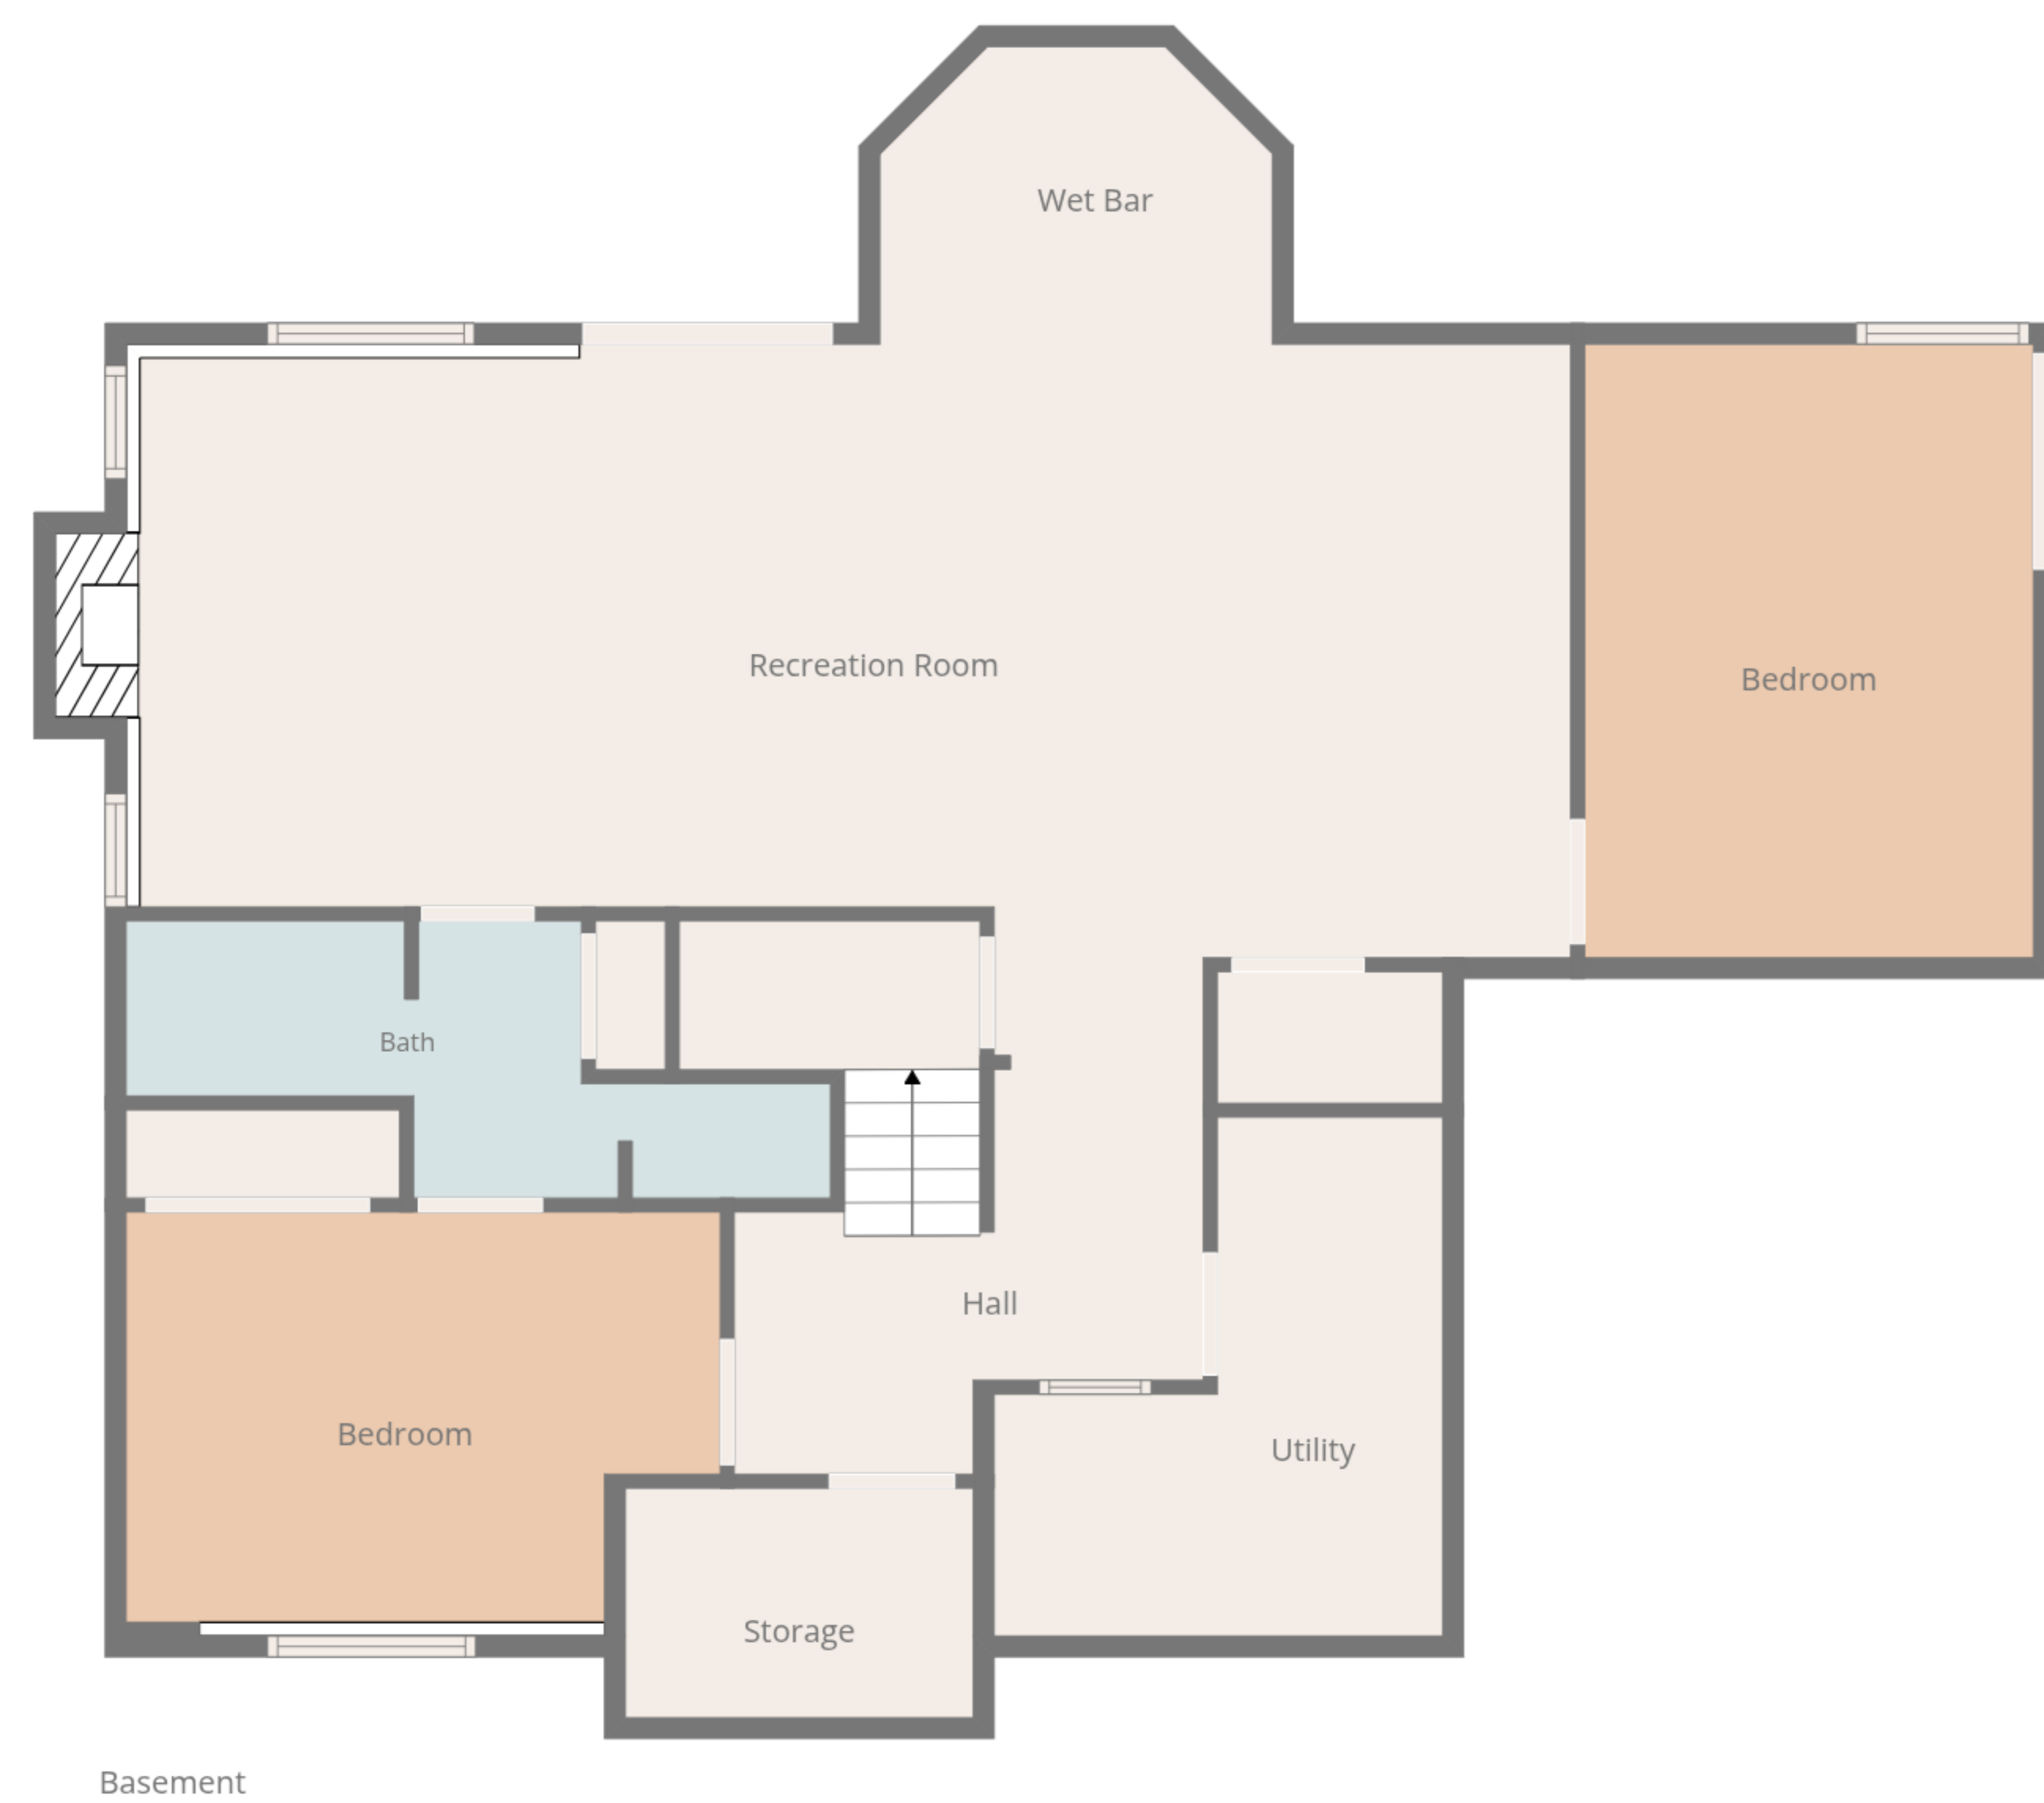 Wet Bar
Recreation Room
Bedroom
Bath
Hall
Bedroom
Utility
Storage
Basement